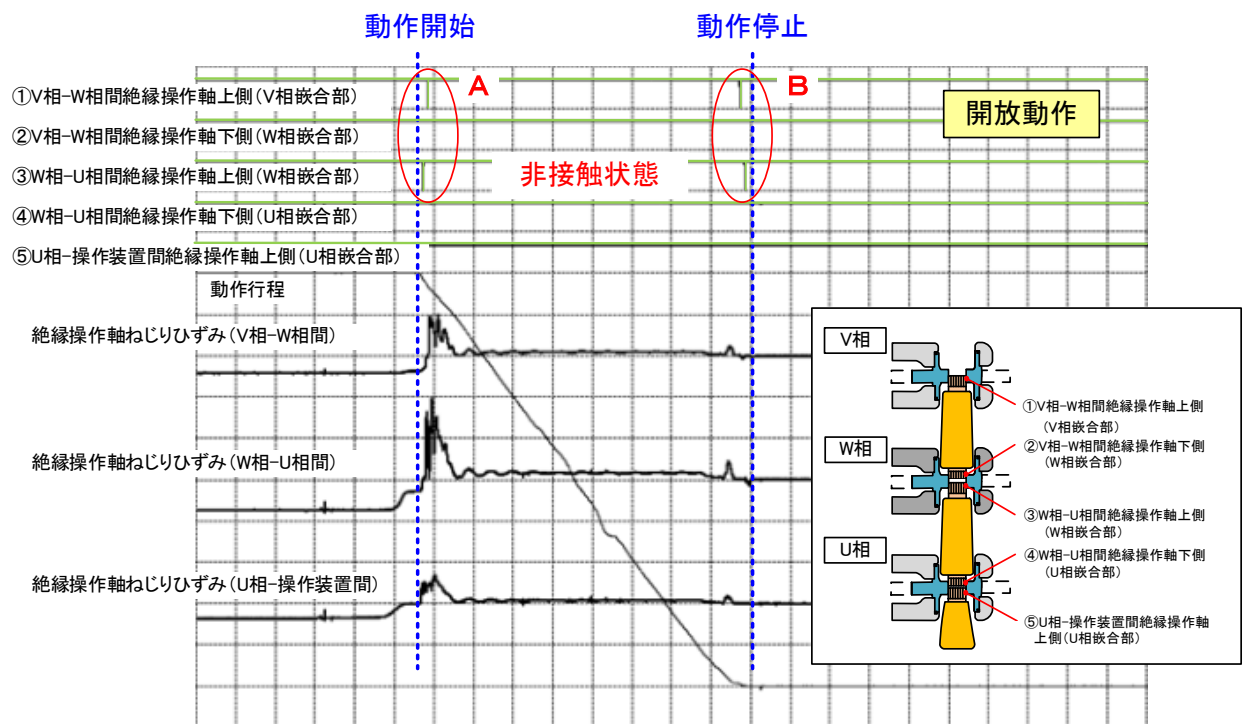 動作開始
動作停止
A
B
①V相-W相間絶縁操作軸上側(V相嵌合部)
②V相-W相間絶縁操作軸下側(W相嵌合部)
③W相-U相間絶縁操作軸上側(W相嵌合部)
④W相-U相間絶縁操作軸下側(U相嵌合部)
⑤U相-操作装置間絶縁操作軸上側(U相嵌合部)
開放動作
非接触状態
動作行程
絶縁操作軸ねじりひずみ(V相-W相間)
絶縁操作軸ねじりひずみ(W相-U相間)
絶縁操作軸ねじりひずみ(U相-操作装置間)
V相
①V相-W相間絶縁操作軸上側
(V相嵌合部)
W相
②V相-W相間絶縁操作軸下側
(W相嵌合部)
③W相-U相間絶縁操作軸上側
(W相嵌合部)
U相
④W相-U相間絶縁操作軸下側
(U相嵌合部)
⑤U相-操作装置間絶縁操作軸
上側(U相嵌合部)